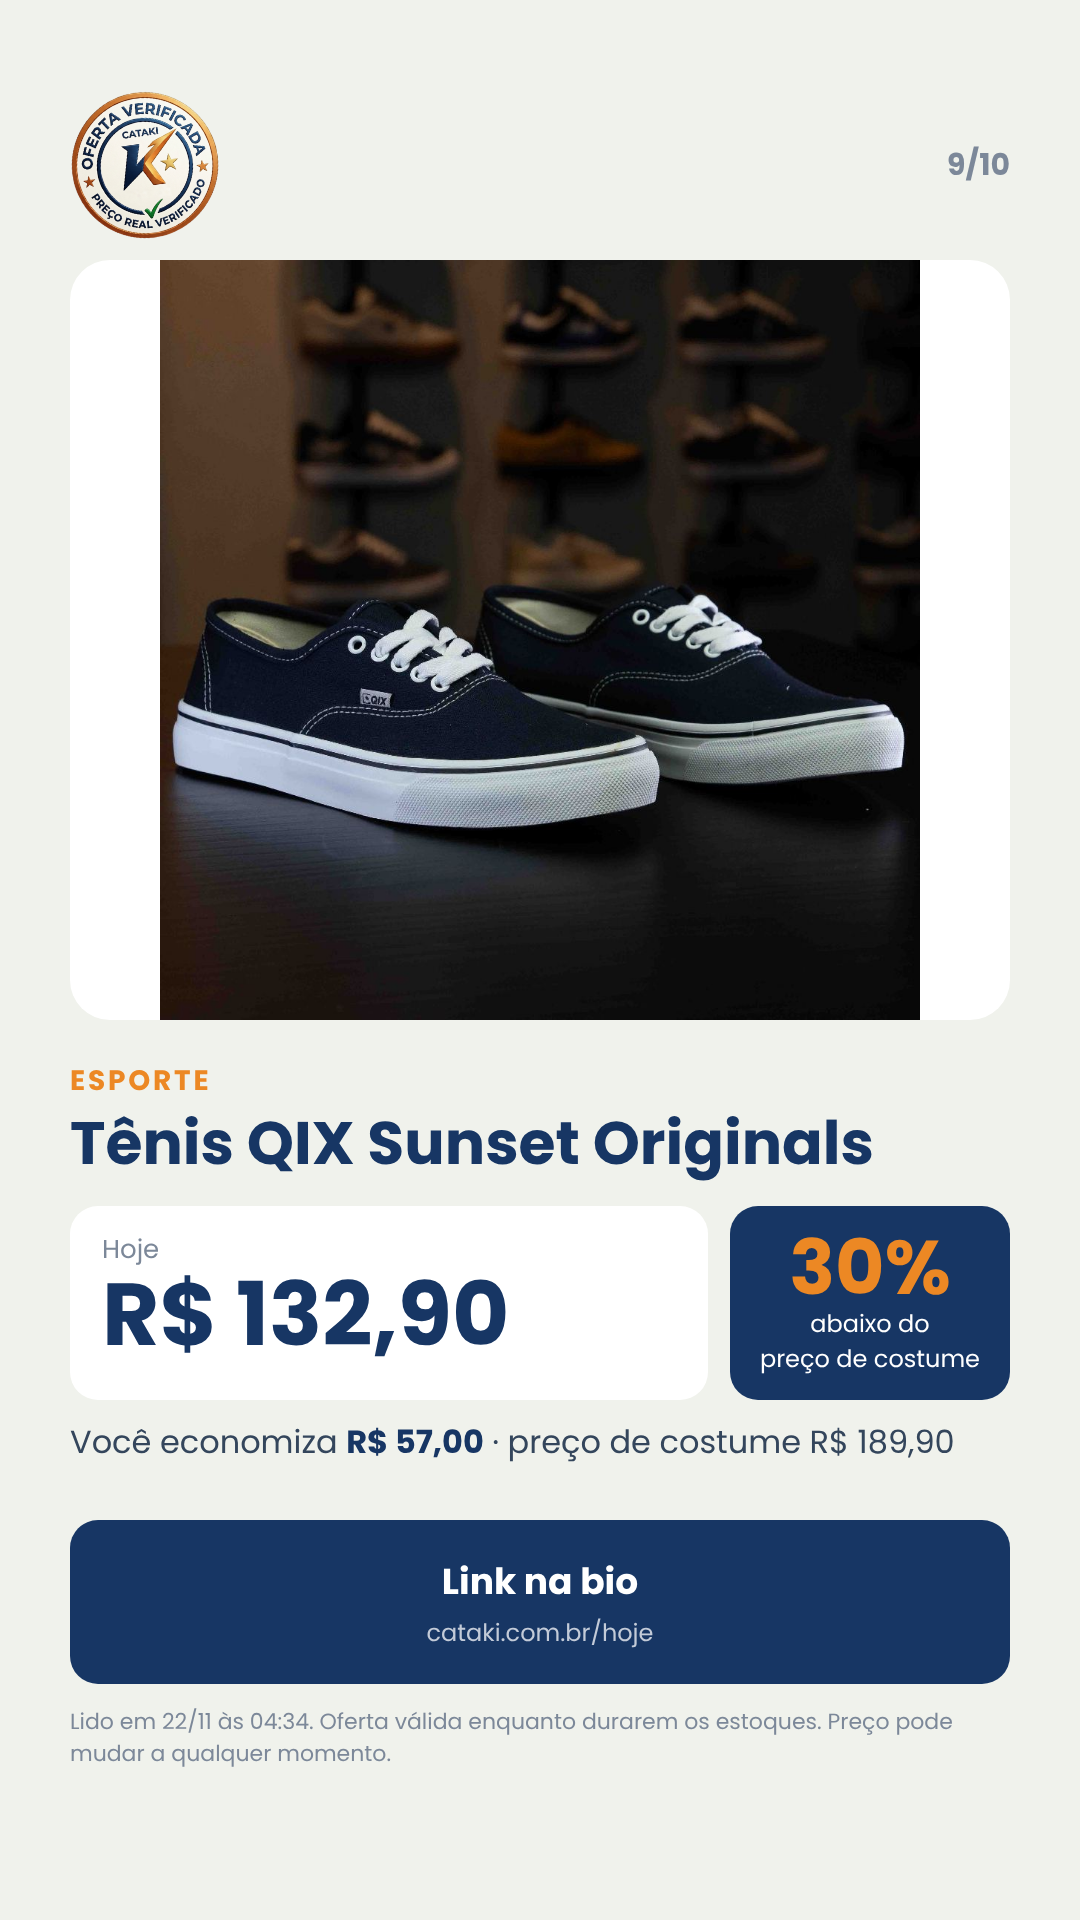 OFERTA VERIFICADA
CATAKI
K
PREÇO REAL VERIFICADO
9/10
QIX
ESPORTE
Tênis QIX Sunset Originals
Hoje
R$ 132,90
30%
abaixo do
preço de costume
Você economiza R$ 57,00 · preço de costume R$ 189,90
Link na bio
cataki.com.br/hoje
Lido em 22/11 às 04:34. Oferta válida enquanto durarem os estoques. Preço pode
mudar a qualquer momento.